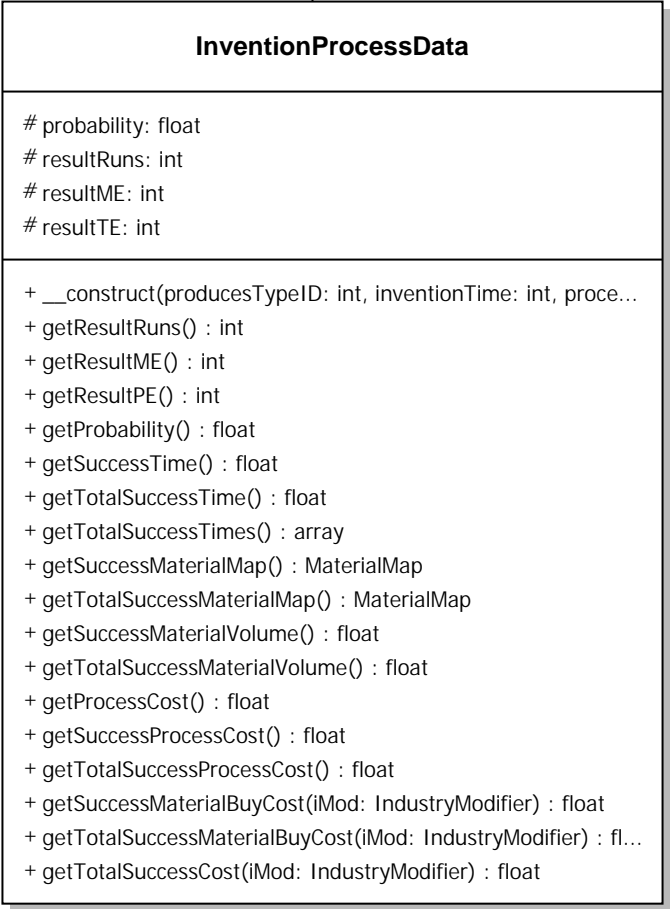 InventionProcessData
# probability: float
# resultRuns: int
# resultME: int
# resultTE: int
+ __construct(producesTypeID: int, inventionTime: int, proce...
+ getResultRuns() : int
+ getResultME() : int
+ getResultPE() : int
+ getProbability() : float
+ getSuccessTime() : float
+ getTotalSuccessTime() : float
+ getTotalSuccessTimes() : array
+ getSuccessMaterialMap() : MaterialMap
+ getTotalSuccessMaterialMap() : MaterialMap
+ getSuccessMaterialVolume() : float
+ getTotalSuccessMaterialVolume() : float
+ getProcessCost() : float
+ getSuccessProcessCost() : float
+ getTotalSuccessProcessCost() : float
+ getSuccessMaterialBuyCost(iMod: IndustryModifier) : float
+ getTotalSuccessMaterialBuyCost(iMod: IndustryModifier) : fl...
+ getTotalSuccessCost(iMod: IndustryModifier) : float